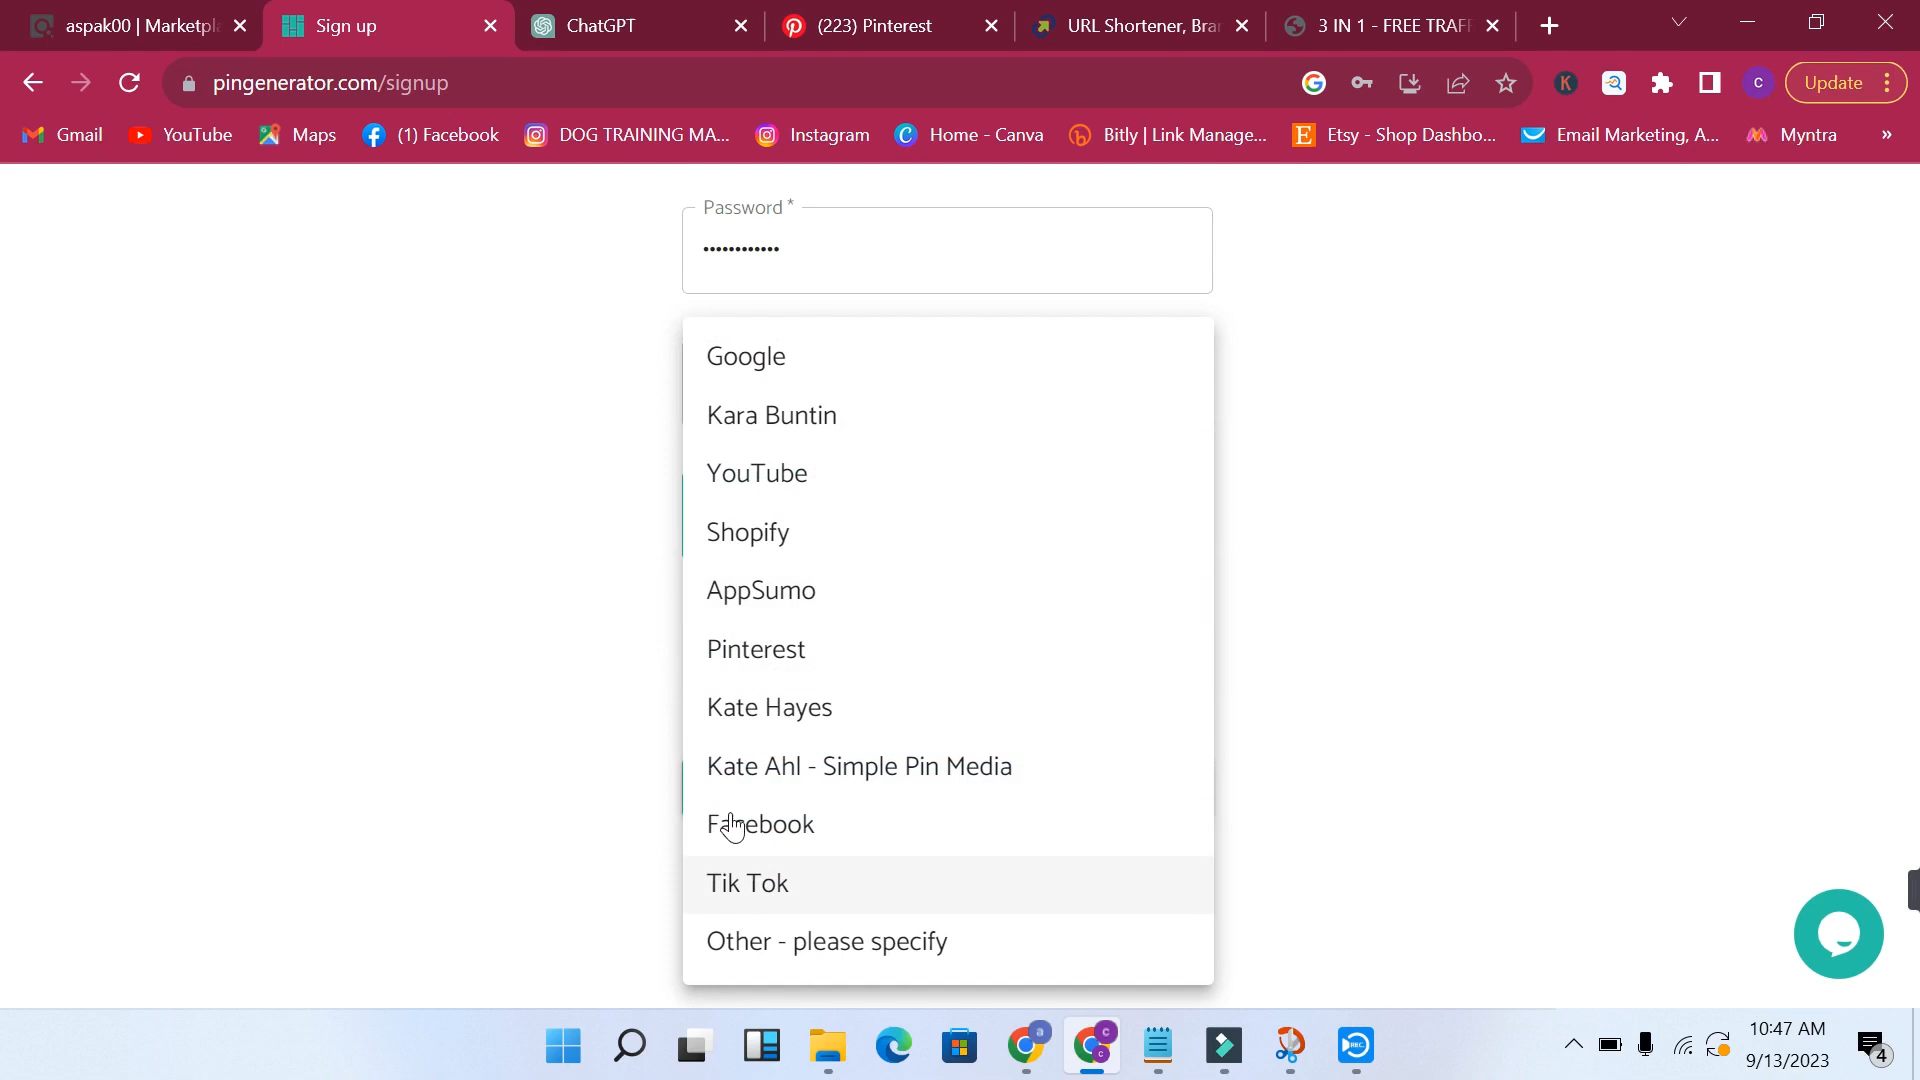 aspak00 | Marketpl
Sign up
ChatGPT
(223) Pinterest
URL Shortener, Bra
3 IN 1 - FREE TRAF
pingenerator.com/signup
Update
Gmail
YouTube
Maps
(1) Facebook
DOG TRAINING MA...
Instagram
Home - Canva
Bitly | Link Manage...
Etsy - Shop Dashbo...
Email Marketing, A...
Myntra
»
Password *
Google
Kara Buntin
YouTube
Shopify
AppSumo
Pinterest
Kate Hayes
Kate Ahl - Simple Pin Media
Facebook
Tik Tok
Other - please specify
10:47 AM
9/13/2023
4